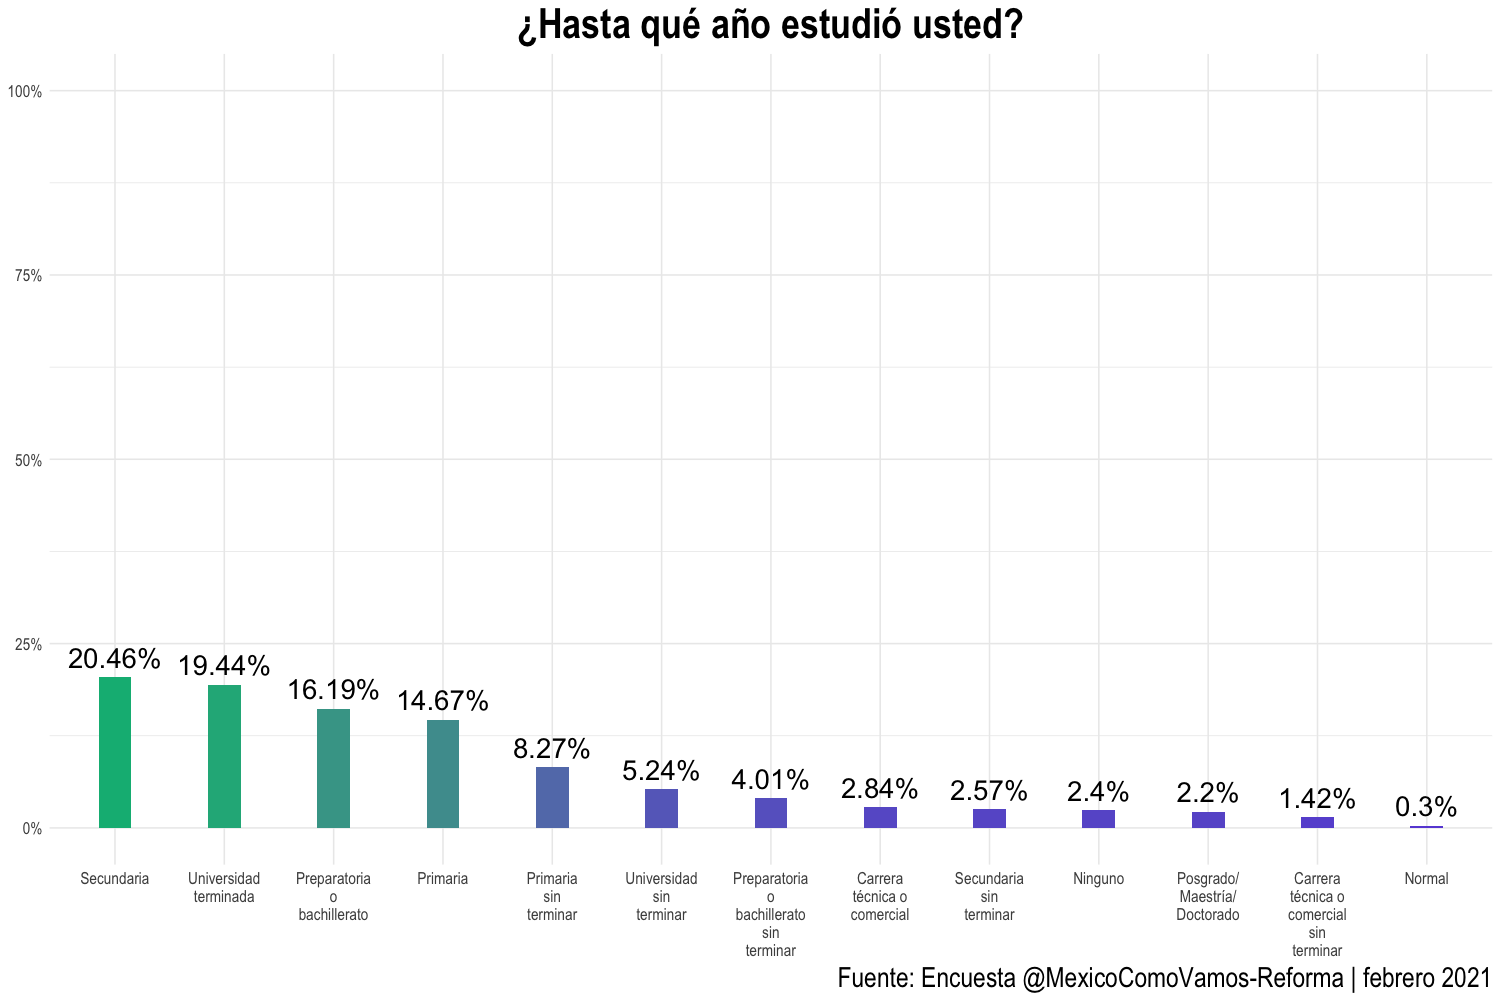 ¿Hasta qué año estudió usted?
100%
75%
50%
25%
0%
20.46%
19.44%
16.19%
14.67%
8.27%
5.24%
4.01%
2.84%
2.57%
2.4%
2.2%
1.42%
0.3%
Secundaria
Universidad
terminada
Preparatoria
o
bachillerato
Primaria
Primaria
sin
terminar
Universidad
sin
terminar
Preparatoria
o
bachillerato
sin
terminar
Carrera
técnica o
comercial
Secundaria
sin
terminar
Ninguno
Posgrado/
Maestría/
Doctorado
Carrera
técnica o
comercial
sin
terminar
Normal
Fuente: Encuesta @MexicoComoVamos-Reforma | febrero 2021